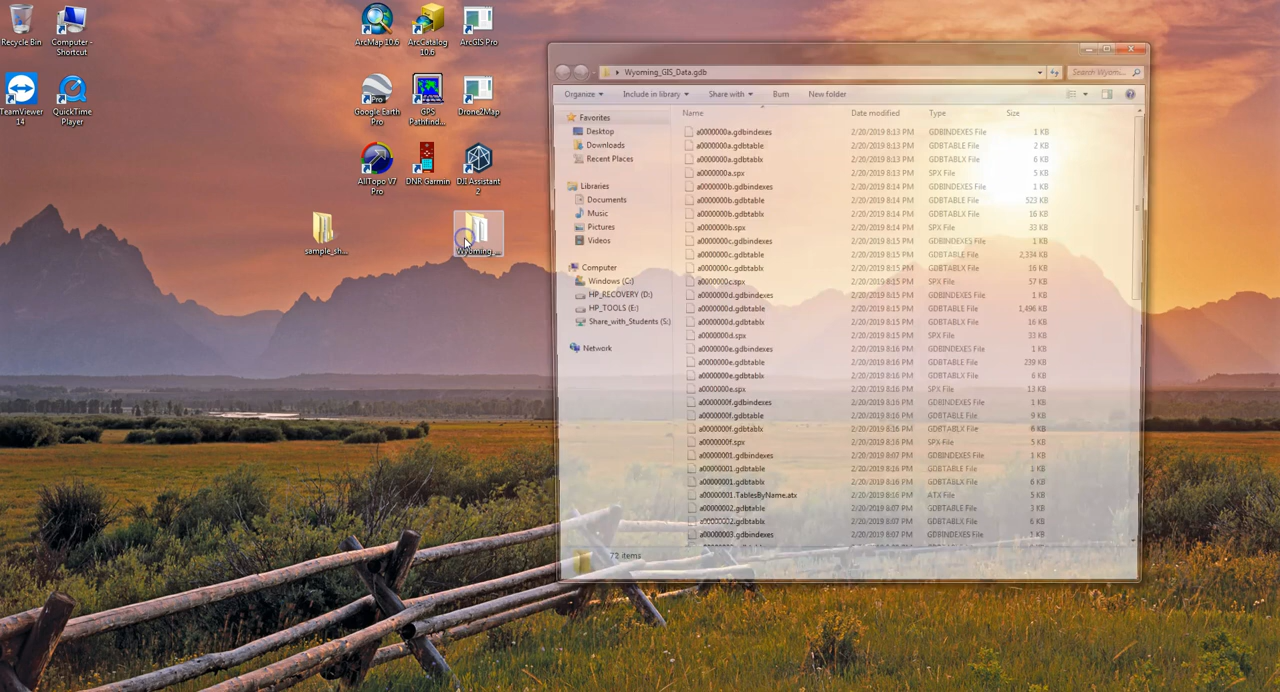 Recycle Bin
Computer -
Shortcut
ArcMap 10.6
ArcCatalog
10.6
ArcGIS Pro
TeamViewer
14
QuickTime
Player
Google Earth
Pro
GPS
Pathfind...
Drone2Map
AllTopo V7
Pro
DNR Garmin
DJI Assistant
2
sample_sh...
Wyoming_...
Wyoming_GIS_Data.gdb
Search Wyomi...
Organize
Include in library
Share with
Burn
New folder
Favorites
Desktop
Downloads
Recent Places
Libraries
Documents
Music
Pictures
Videos
Computer
Windows (C:)
HP_RECOVERY (D:)
HP_TOOLS (E:)
Share_with_Students (S:)
Network
Name Date modified Type Size
a0000000a.gdbindexes 2/20/2019 8:13 PM GDBINDEXES File 1 KB
a0000000a.gdbtable 2/20/2019 8:13 PM GDBTABLE File 2 KB
a0000000a.gdbtablx 2/20/2019 8:13 PM GDBTABLX File 6 KB
a0000000a.spx 2/20/2019 8:13 PM SPX File 5 KB
a0000000b.gdbindexes 2/20/2019 8:14 PM GDBINDEXES File 1 KB
a0000000b.gdbtable 2/20/2019 8:14 PM GDBTABLE File 523 KB
a0000000b.gdbtablx 2/20/2019 8:14 PM GDBTABLX File 16 KB
a0000000b.spx 2/20/2019 8:14 PM SPX File 33 KB
a0000000c.gdbindexes 2/20/2019 8:15 PM GDBINDEXES File 1 KB
a0000000c.gdbtable 2/20/2019 8:15 PM GDBTABLE File 2,334 KB
a0000000c.gdbtablx 2/20/2019 8:15 PM GDBTABLX File 16 KB
a0000000c.spx 2/20/2019 8:15 PM SPX File 57 KB
a0000000d.gdbindexes 2/20/2019 8:15 PM GDBINDEXES File 1 KB
a0000000d.gdbtable 2/20/2019 8:15 PM GDBTABLE File 1,496 KB
a0000000d.gdbtablx 2/20/2019 8:15 PM GDBTABLX File 16 KB
a0000000d.spx 2/20/2019 8:15 PM SPX File 33 KB
a0000000e.gdbindexes 2/20/2019 8:16 PM GDBINDEXES File 1 KB
a0000000e.gdbtable 2/20/2019 8:16 PM GDBTABLE File 239 KB
a0000000e.gdbtablx 2/20/2019 8:16 PM GDBTABLX File 6 KB
a0000000e.spx 2/20/2019 8:16 PM SPX File 13 KB
a0000000f.gdbindexes 2/20/2019 8:16 PM GDBINDEXES File 1 KB
a0000000f.gdbtable 2/20/2019 8:16 PM GDBTABLE File 9 KB
a0000000f.gdbtablx 2/20/2019 8:16 PM GDBTABLX File 6 KB
a0000000f.spx 2/20/2019 8:16 PM SPX File 5 KB
a00000001.gdbindexes 2/20/2019 8:07 PM GDBINDEXES File 1 KB
a00000001.gdbtable 2/20/2019 8:16 PM GDBTABLE File 3 KB
a00000001.gdbtablx 2/20/2019 8:16 PM GDBTABLX File 6 KB
a00000001.TablesByName.atx 2/20/2019 8:16 PM ATX File 5 KB
a00000002.gdbtable 2/20/2019 8:07 PM GDBTABLE File 3 KB
a00000002.gdbtablx 2/20/2019 8:07 PM GDBTABLX File 6 KB
a00000003.gdbindexes 2/20/2019 8:07 PM GDBINDEXES File 1 KB
72 items